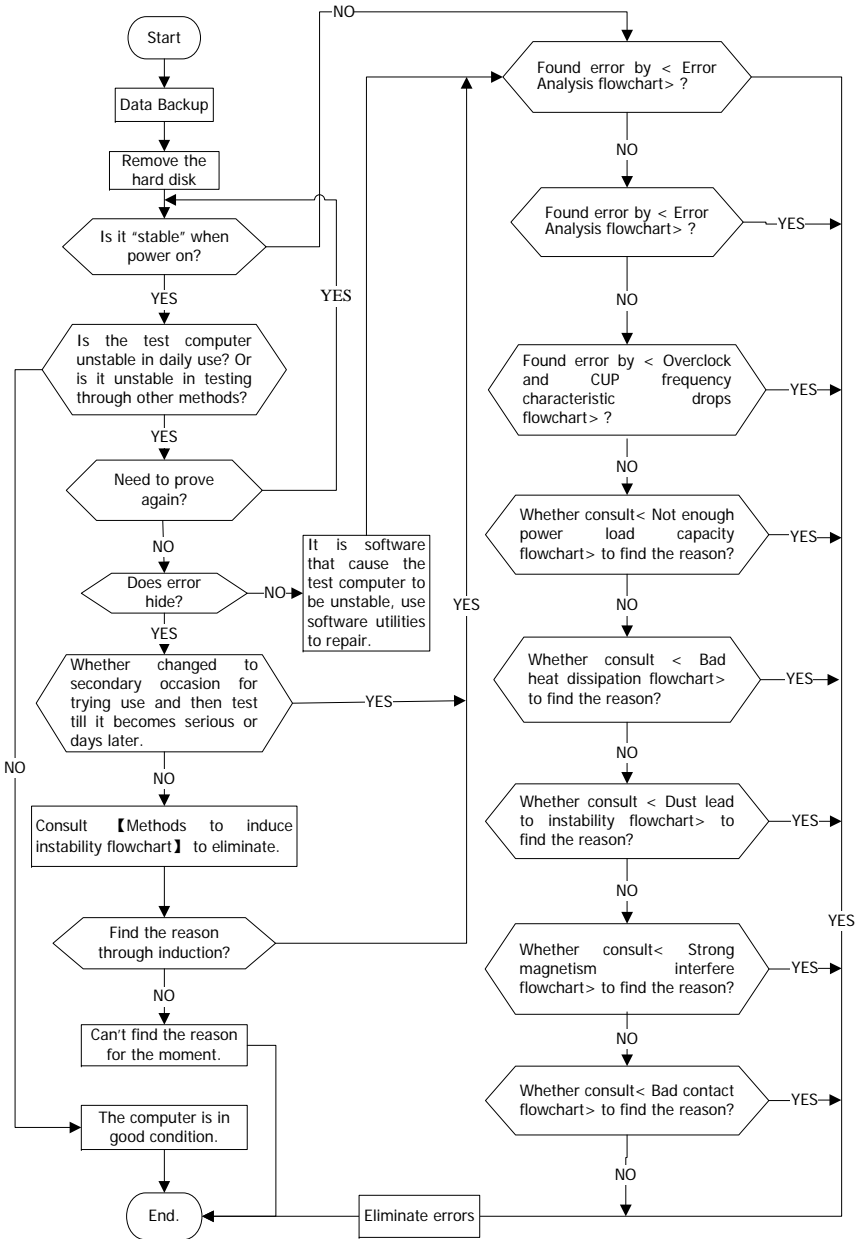 Start
Data Backup
Remove the
hard disk
Is it "stable" when
power on?
NO
YES
YES
Is the test computer
unstable in daily use? Or
is it unstable in testing
through other methods?
YES
NO
Need to prove
again?
NO
Does error
hide?
NO
It is software
that cause the
test computer to
be unstable, use
software utilities
to repair.
YES
YES
Whether changed to
secondary occasion for
trying use and then test
till it becomes serious or
days later.
YES
NO
Consult 【Methods to induce
instability flowchart】 to eliminate.
Find the reason
through induction?
NO
Can't find the reason
for the moment.
The computer is in
good condition.
End.
Found error by < Error
Analysis flowchart> ?
NO
Found error by < Error
Analysis flowchart> ?
YES
NO
Found error by < Overclock
and CUP frequency
characteristic drops
flowchart> ?
YES
NO
Whether consult< Not enough
power load capacity
flowchart> to find the reason?
YES
NO
Whether consult < Bad
heat dissipation flowchart>
to find the reason?
YES
NO
Whether consult < Dust lead
to instability flowchart> to
find the reason?
YES
NO
YES
Whether consult< Strong
magnetism interfere
flowchart> to find the reason?
YES
NO
Whether consult< Bad contact
flowchart> to find the reason?
YES
NO
Eliminate errors